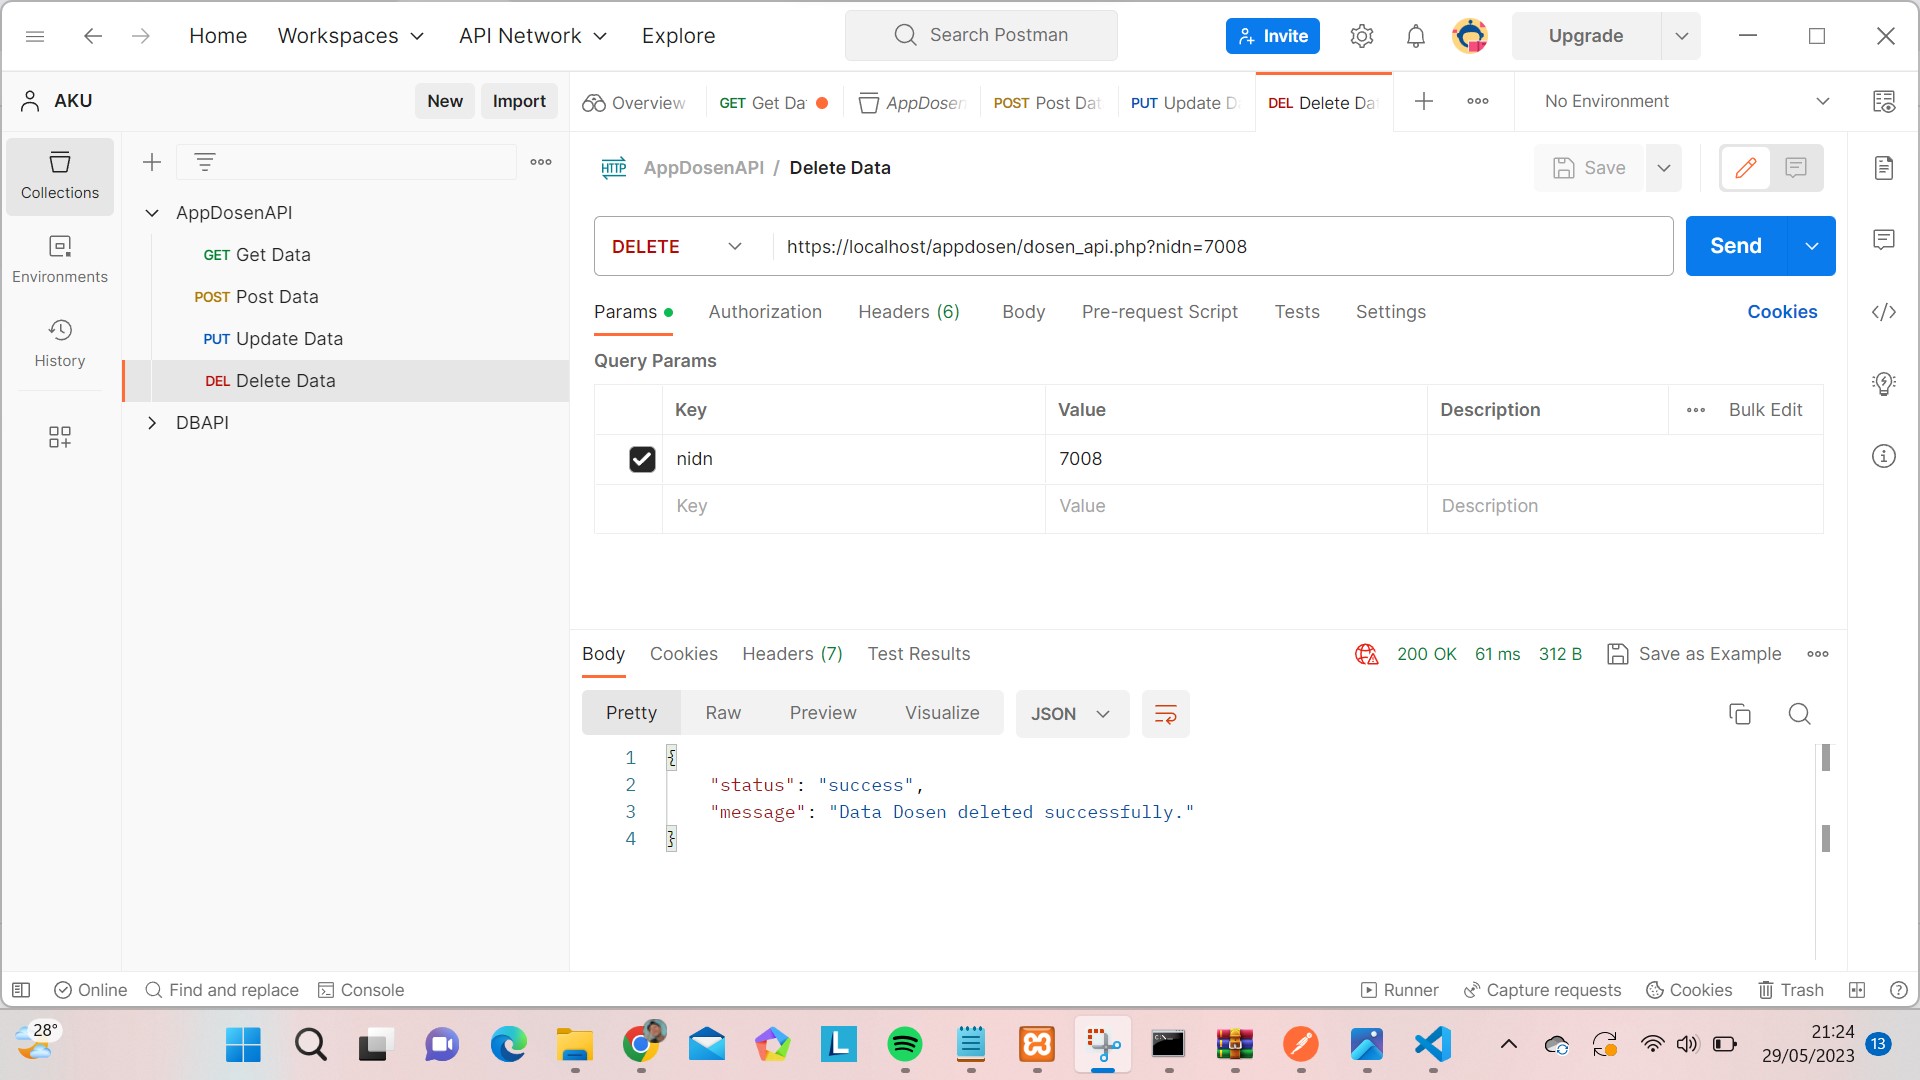 Home
Workspaces
API Network
Explore
Search Postman
Invite
Upgrade
AKU
New
Import
Overview
GET Get Da
AppDosen
POST Post Dat
PUT Update D
DEL Delete Da
No Environment
Collections
Environments
History
AppDosenAPI
GET Get Data
POST Post Data
PUT Update Data
DEL Delete Data
DBAPI
HTTP AppDosenAPI / Delete Data
Save
DELETE
https://localhost/appdosen/dosen_api.php?nidn=7008
Send
Params
Authorization
Headers (6)
Body
Pre-request Script
Tests
Settings
Cookies
Query Params
Key
Value
Description
Bulk Edit
nidn
7008
Key
Value
Description
Body
Cookies
Headers (7)
Test Results
200 OK
61 ms
312 B
Save as Example
Pretty
Raw
Preview
Visualize
JSON
1 {
2 "status": "success",
3 "message": "Data Dosen deleted successfully."
4 }
Online
Find and replace
Console
Runner
Capture requests
Cookies
Trash
28°
L
21:24
29/05/2023
13